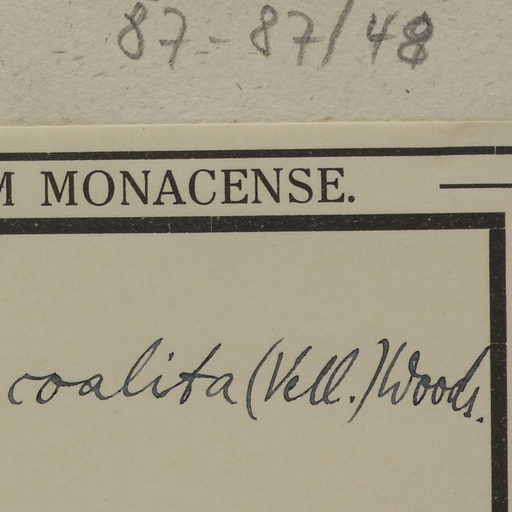 87-87/48
M MONACENSE.
coalita (Vell.) Woods.